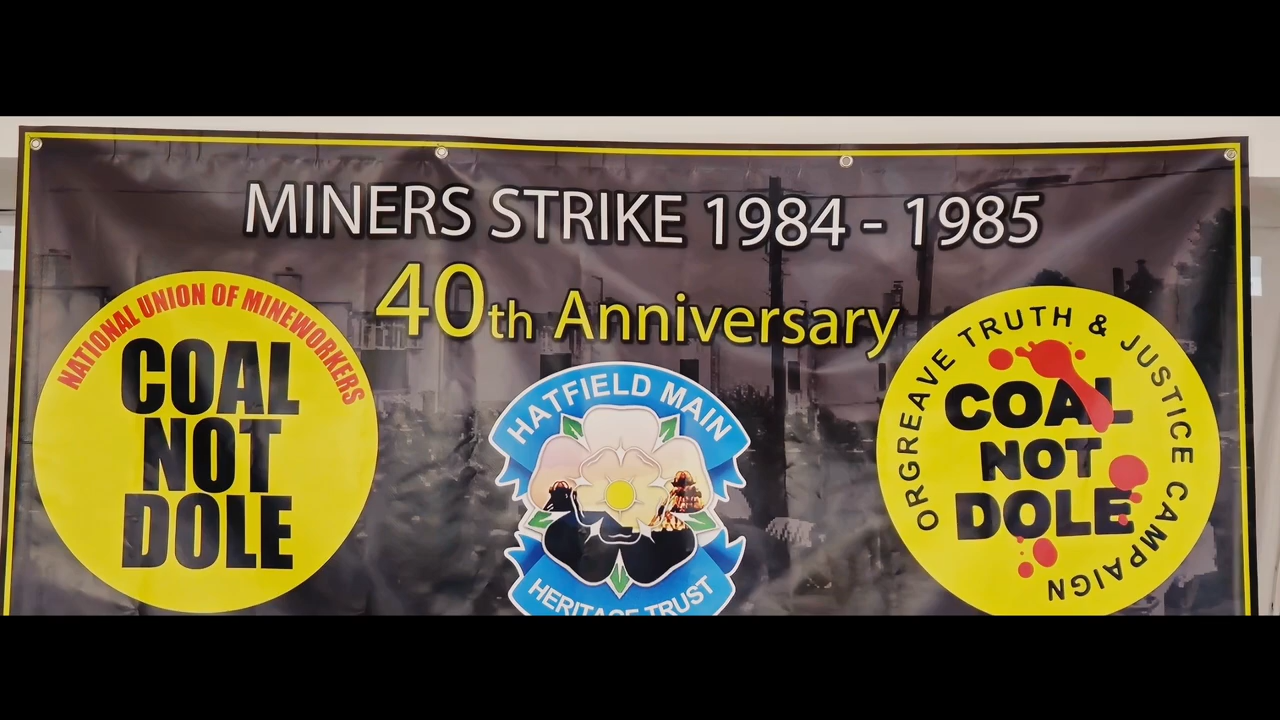 MINERS STRIKE 1984 - 1985
40th Anniversary
NATIONAL UNION OF MINEWORKERS
COAL
NOT
DOLE
HATFIELD MAIN
HERITAGE TRUST
ORGREAVE TRUTH & JUSTICE CAMPAIGN
COAL
NOT
DOLE